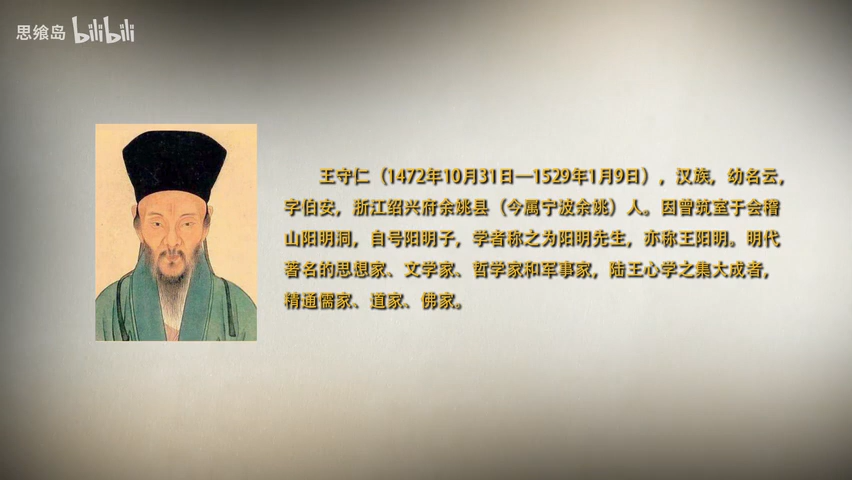 思飨岛 bilibili
王守仁（1472年10月31日—1529年1月9日），汉族，幼名云，
字伯安，浙江绍兴府余姚县（今属宁波余姚）人。因曾筑室于会稽
山阳明洞，自号阳明子，学者称之为阳明先生，亦称王阳明。明代
著名的思想家、文学家、哲学家和军事家，陆王心学之集大成者，
精通儒家、道家、佛家。